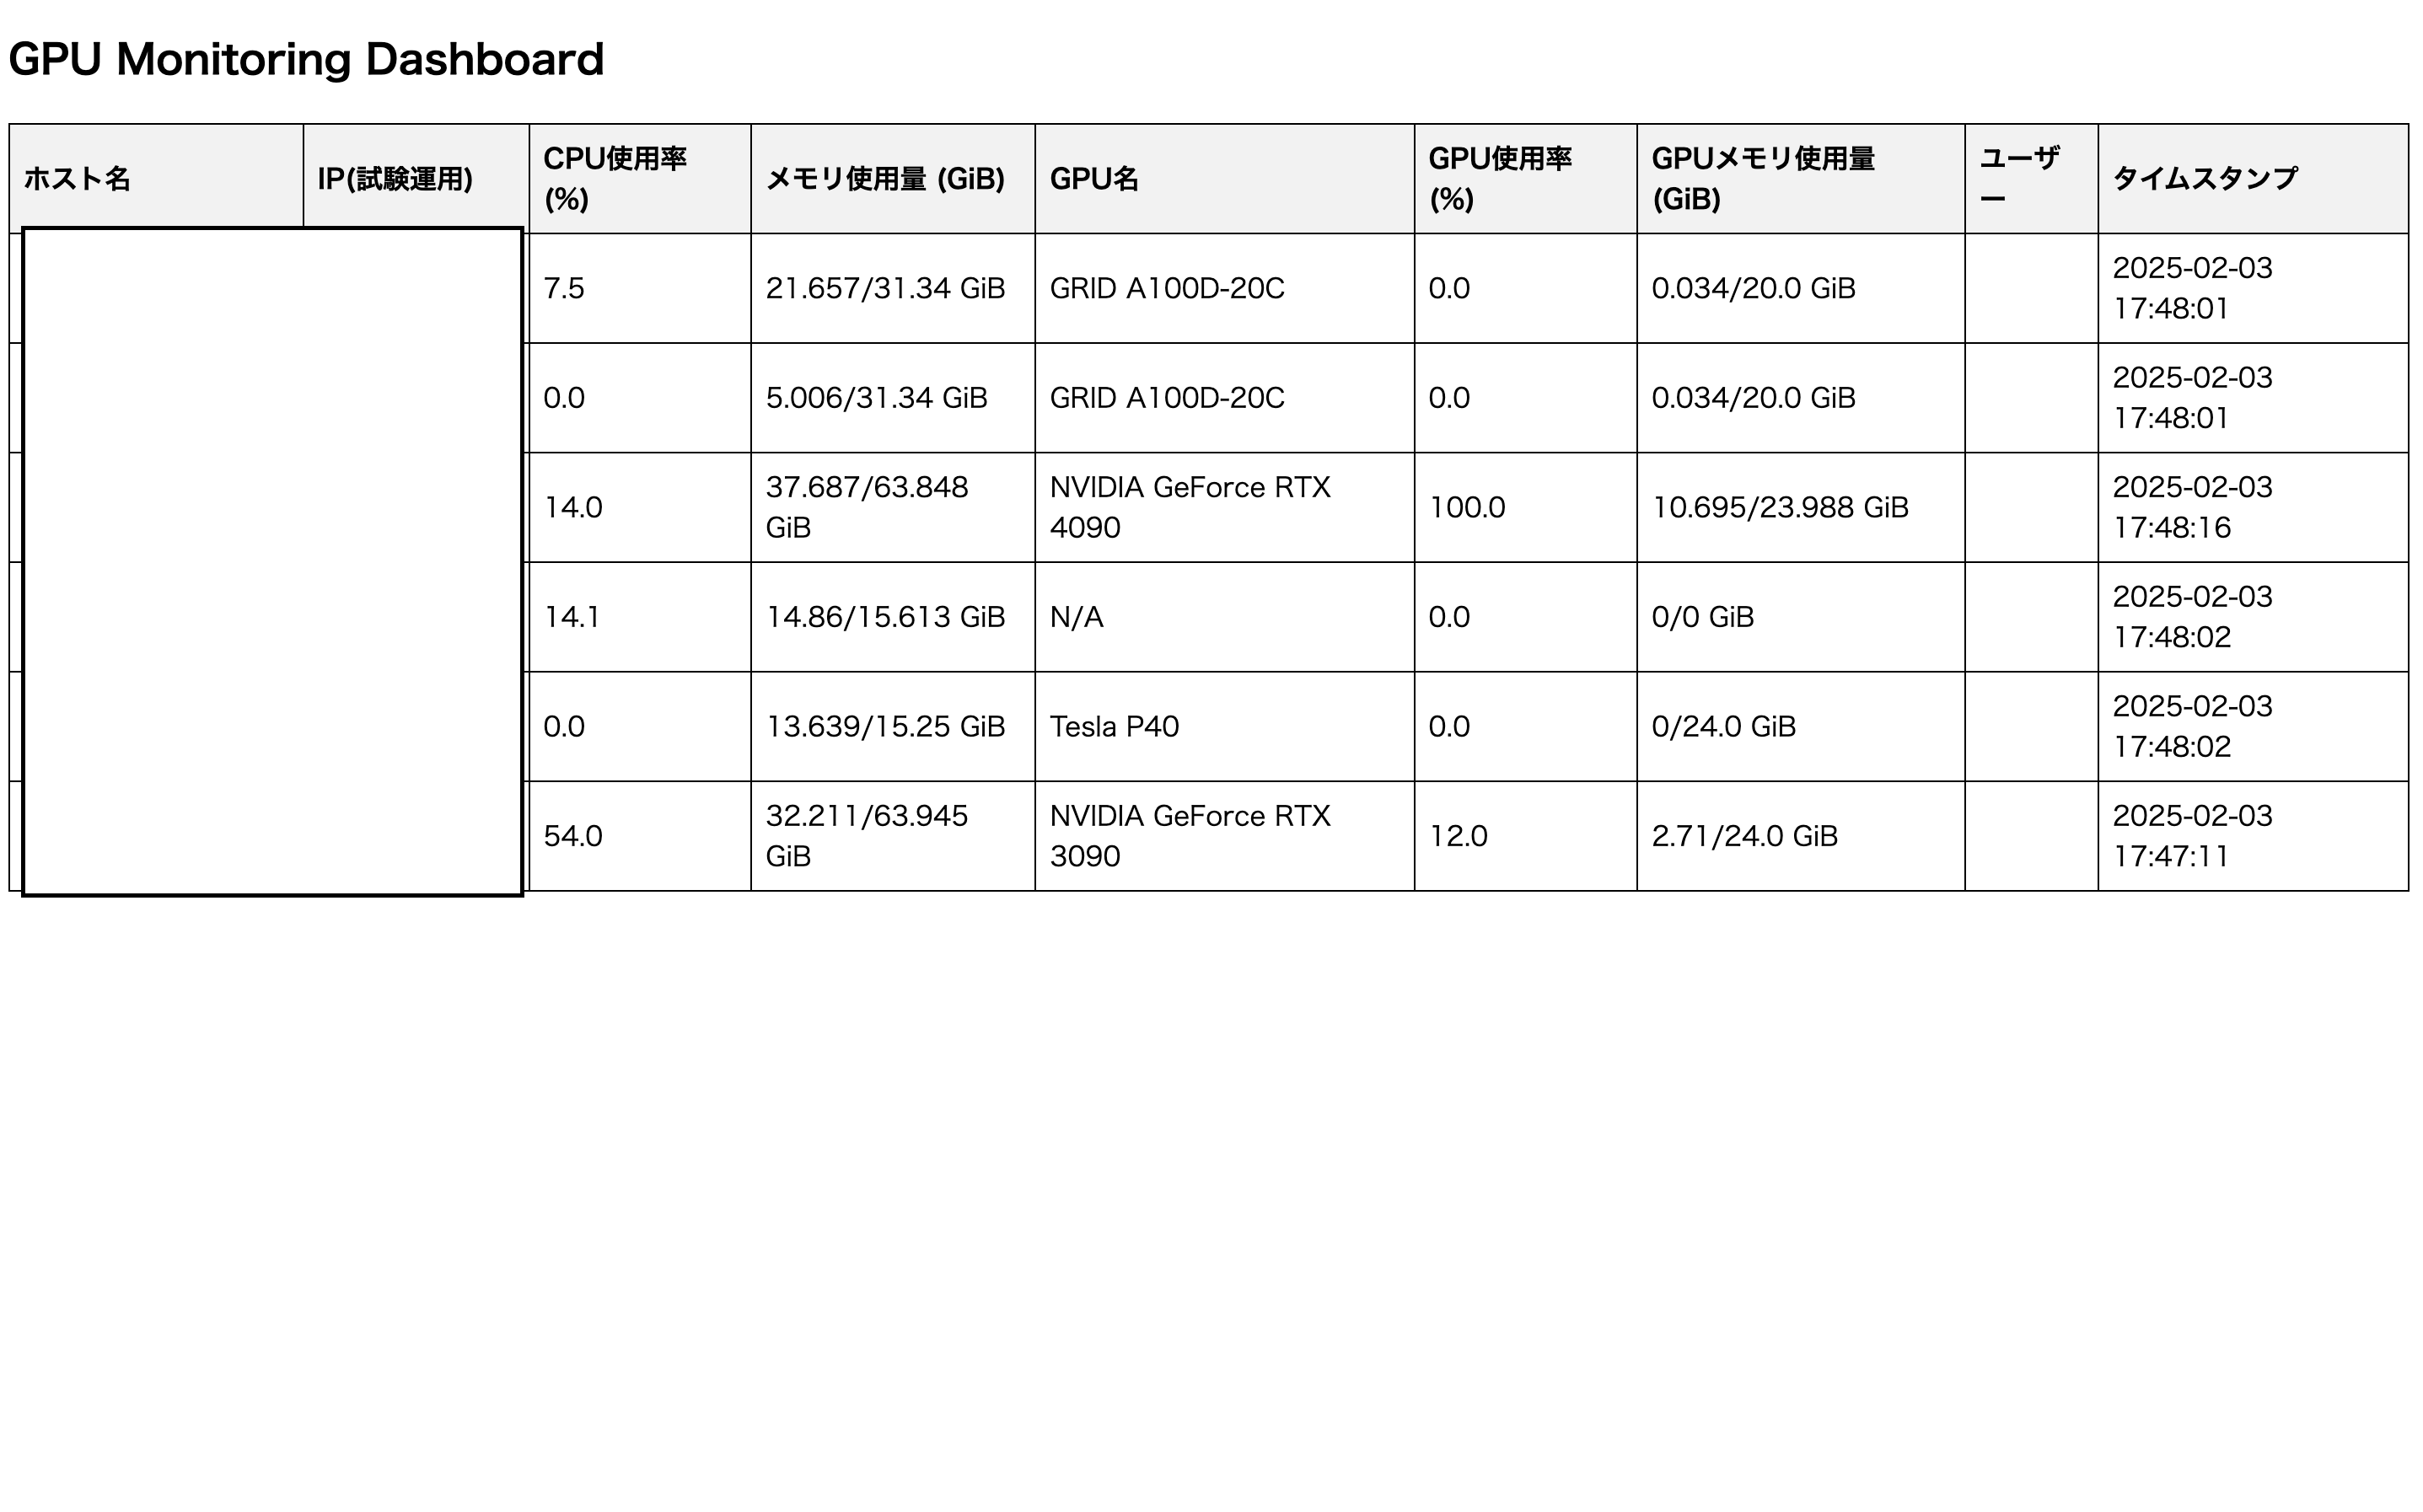 GPU Monitoring Dashboard
ホスト名 IP(試験運用) CPU使用率 (%) メモリ使用量 (GiB) GPU名 GPU使用率 (%) GPUメモリ使用量 (GiB) ユーザー タイムスタンプ
7.5 21.657/31.34 GiB GRID A100D-20C 0.0 0.034/20.0 GiB 2025-02-03 17:48:01
0.0 5.006/31.34 GiB GRID A100D-20C 0.0 0.034/20.0 GiB 2025-02-03 17:48:01
14.0 37.687/63.848 GiB NVIDIA GeForce RTX 4090 100.0 10.695/23.988 GiB 2025-02-03 17:48:16
14.1 14.86/15.613 GiB N/A 0.0 0/0 GiB 2025-02-03 17:48:02
0.0 13.639/15.25 GiB Tesla P40 0.0 0/24.0 GiB 2025-02-03 17:48:02
54.0 32.211/63.945 GiB NVIDIA GeForce RTX 3090 12.0 2.71/24.0 GiB 2025-02-03 17:47:11